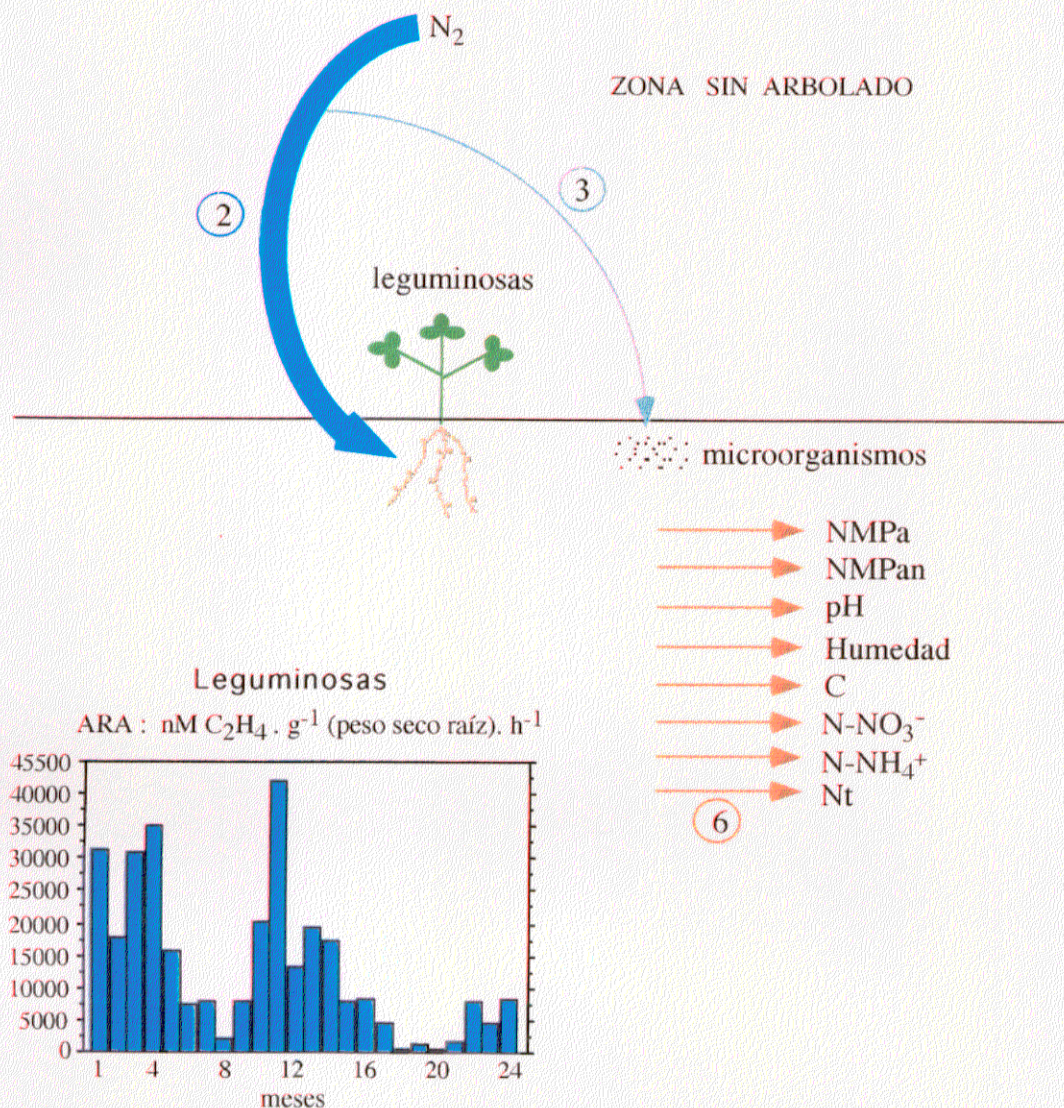 N₂
ZONA SIN ARBOLADO
2
3
leguminosas
microorganismos
NMPa
NMPan
pH
Humedad
C
N-NO₃⁻
N-NH₄⁺
Nt
6
Leguminosas
ARA : nM C₂H₄ . g⁻¹ (peso seco raíz). h⁻¹
45500
40000
35000
30000
25000
20000
15000
10000
5000
0
1 4 8 12 16 20 24
meses